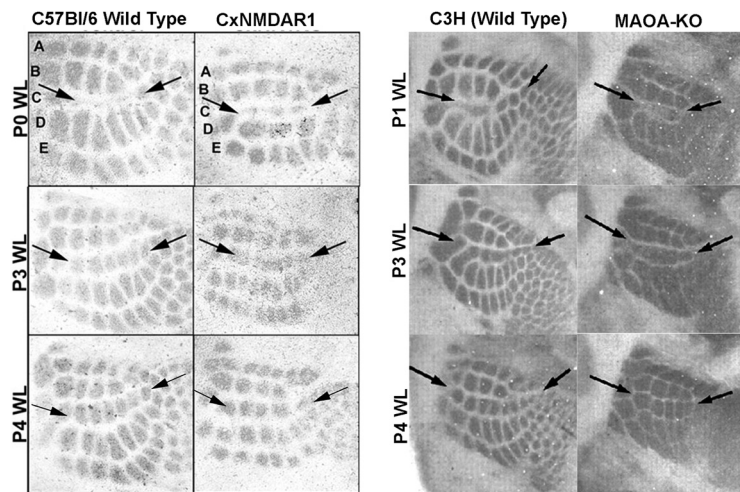 C57Bl/6 Wild Type
CxNMDAR1
C3H (Wild Type)
MAOA-KO
P0 WL
A
B
C
D
E
A
B
C
D
E
P1 WL
P3 WL
P3 WL
P4 WL
P4 WL